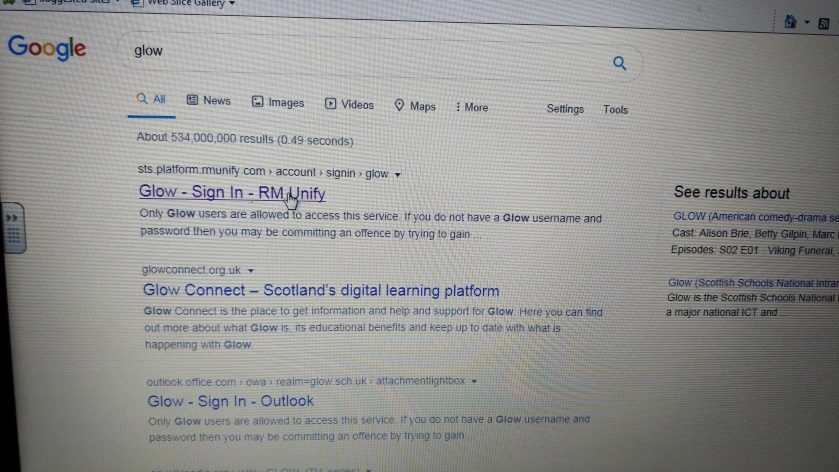 Suggested Sites
Web Slice Gallery
Google
glow
All News Images Videos Maps More Settings Tools
About 534,000,000 results (0.49 seconds)
sts.platform.rmunify.com › account › signin › glow
Glow - Sign In - RM Unify
Only Glow users are allowed to access this service. If you do not have a Glow username and
password then you may be committing an offence by trying to gain ...
glowconnect.org.uk
Glow Connect – Scotland's digital learning platform
Glow Connect is the place to get information and help and support for Glow. Here you can find
out more about what Glow is, its educational benefits and keep up to date with what is
happening with Glow.
outlook.office.com › owa › realm=glow.sch.uk › attachmentlightbox
Glow - Sign In - Outlook
Only Glow users are allowed to access this service. If you do not have a Glow username and
password then you may be committing an offence by trying to gain ...
See results about
GLOW (American comedy-drama se
Cast: Alison Brie, Betty Gilpin, Marc
Episodes: S02 E01 · Viking Funeral,
Glow (Scottish Schools National Intra
Glow is the Scottish Schools National
a major national ICT and ...